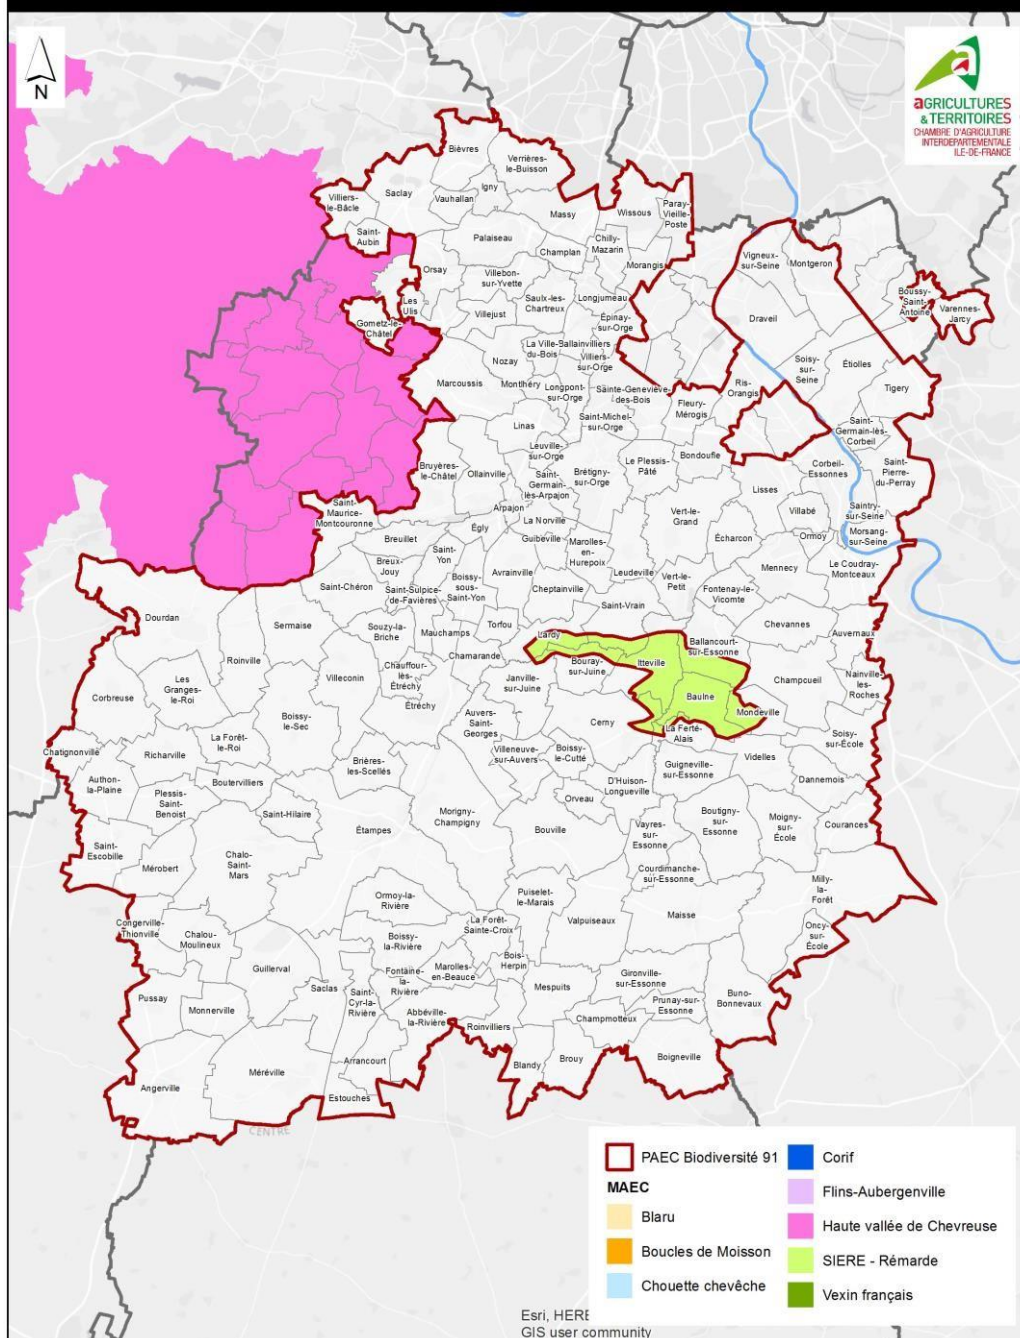 N
AGRICULTURES
& TERRITOIRES
CHAMBRE D'AGRICULTURE
INTERDEPARTEMENTALE
ILE-DE-FRANCE
Bièvres
Verrières-
le-Buisson
Igny
Vauhallan
Saclay
Villiers-
le-Bâcle
Saint-
Aubin
Massy
Wissous
Paray-
Vieille-
Poste
Palaiseau
Champlan
Chilly-
Mazarin
Morangis
Orsay
Villebon-
sur-Yvette
Vigneux-
sur-Seine
Montgeron
Les
Ulis
Gometz-le-
Châtel
Villejust
Saulx-les-
Chartreux
Longjumeau
Épinay-
sur-Orge
Draveil
Boussy-
Saint-
Antoine
Varennes-
Jarcy
Nozay
La Ville-
du-Bois
Ballainvilliers
Villiers-
sur-Orge
Soisy-
sur-
Seine
Étiolles
Tigery
Marcoussis
Montlhéry
Longpont-
sur-Orge
Sainte-Geneviève-
des-Bois
Fleury-
Mérogis
Ris-
Orangis
Linas
Saint-Michel-
sur-Orge
Saint-
Germain-lès-
Corbeil
Leuville-
sur-Orge
Bruyères-
le-Châtel
Ollainville
Saint-
Germain-
lès-Arpajon
Brétigny-
sur-Orge
Le Plessis-
Pâté
Bondoufle
Corbeil-
Essonnes
Saint-
Pierre-
du-Perray
Lisses
Saint-
Maurice-
Montcouronne
Arpajon
Égly
La Norville
Guibeville
Vert-le-
Grand
Villabé
Saintry-
sur-Seine
Morsang-
sur-Seine
Breuillet
Saint-
Yon
Marolles-
en-
Hurepoix
Écharcon
Ormoy
Saint-Chéron
Breux-
Jouy
Saint-Sulpice-
de-Favières
Boissy-
sous-
Saint-Yon
Avrainville
Cheptainville
Leudeville
Vert-le-
Petit
Mennecy
Le Coudray-
Montceaux
Fontenay-le-
Vicomte
Dourdan
Sermaise
Souzy-la-
Briche
Mauchamps
Torfou
Saint-Vrain
Chevannes
Auvernaux
Lardy
Ballancourt-
sur-Essonne
Roinville
Chamarande
Bouray-
sur-Juine
Itteville
Les
Granges-
le-Roi
Villeconin
Chauffour-
lès-
Étréchy
Étréchy
Janville-
sur-Juine
Baulne
Champcueil
Nainville-
les-
Roches
Corbreuse
Boissy-
le-Sec
Auvers-
Saint-
Georges
Cerny
Mondeville
La Ferté-
Alais
Soisy-
sur-École
Chatignonville
La Forêt-
le-Roi
Richarville
Brières-
les-Scellés
Villeneuve-
sur-Auvers
Boissy-
le-Cutté
Guigneville-
sur-Essonne
Videlles
Dannemois
Authon-
la-Plaine
Boutervilliers
Plessis-
Saint-
Benoist
D'Huison-
Longueville
Orveau
Saint-Hilaire
Morigny-
Champigny
Étampes
Bouville
Vayres-
sur-
Essonne
Boutigny-
sur-
Essonne
Moigny-
sur-
École
Courances
Saint-
Escobille
Mérobert
Chalo-
Saint-
Mars
Courdimanche-
sur-Essonne
Milly-
la-
Forêt
Ormoy-la-
Rivière
Puiselet-
le-Marais
Congerville-
Thionville
Chalou-
Moulineux
Boissy-
la-Rivière
La Forêt-
Sainte-Croix
Valpuiseaux
Maisse
Oncy-
sur-
École
Guillerval
Fontaine-
la-
Rivière
Marolles-
en-Beauce
Bois-
Herpin
Pussay
Monnerville
Saclas
Saint-
Cyr-la-
Rivière
Abbéville-
la-Rivière
Mespuits
Gironville-
sur-Essonne
Prunay-sur-
Essonne
Buno-
Bonnevaux
Roinvilliers
Champmotteux
Angerville
Méréville
Arrancourt
Estouches
Blandy
Brouy
Boigneville
CENTRE
PAEC Biodiversité 91
MAEC
Blaru
Boucles de Moisson
Chouette chevêche
Corif
Flins-Aubergenville
Haute vallée de Chevreuse
SIERE - Rémarde
Vexin français
Esri, HERE
GIS user community